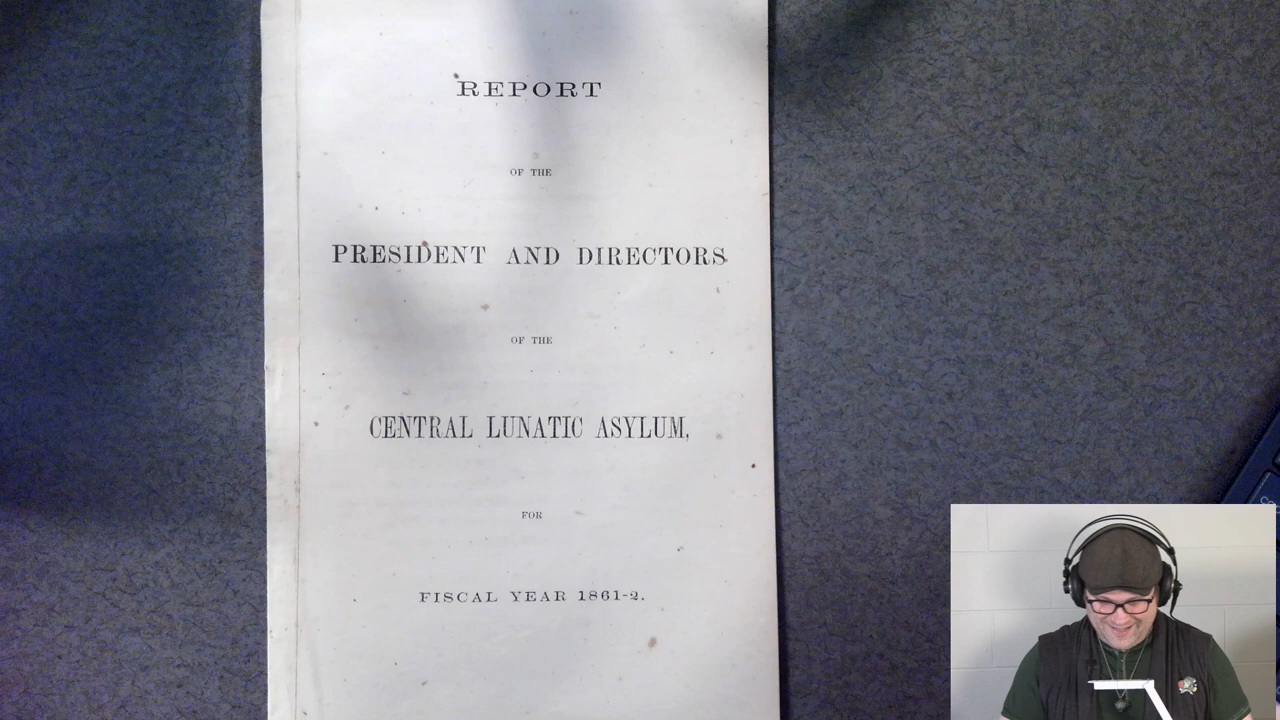 REPORT
OF THE
PRESIDENT AND DIRECTORS
OF THE
CENTRAL LUNATIC ASYLUM,
FOR
FISCAL YEAR 1861-2.